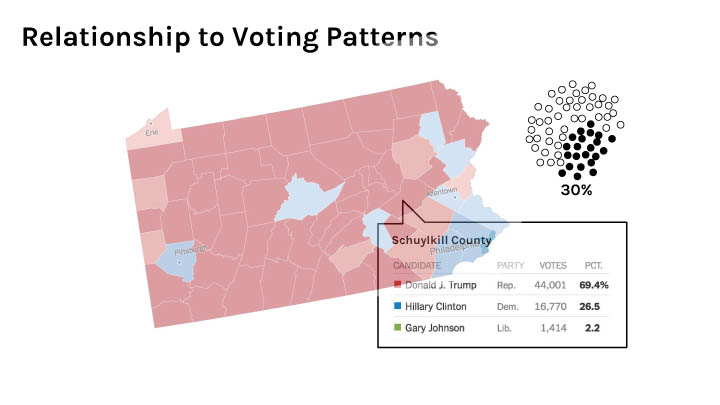 Relationship to Voting Patterns
Erie
30%
Allentown
Pittsburgh
Schuylkill County
Philadelphia
CANDIDATE PARTY VOTES PCT.
Donald J. Trump Rep. 44,001 69.4%
Hillary Clinton Dem. 16,770 26.5
Gary Johnson Lib. 1,414 2.2